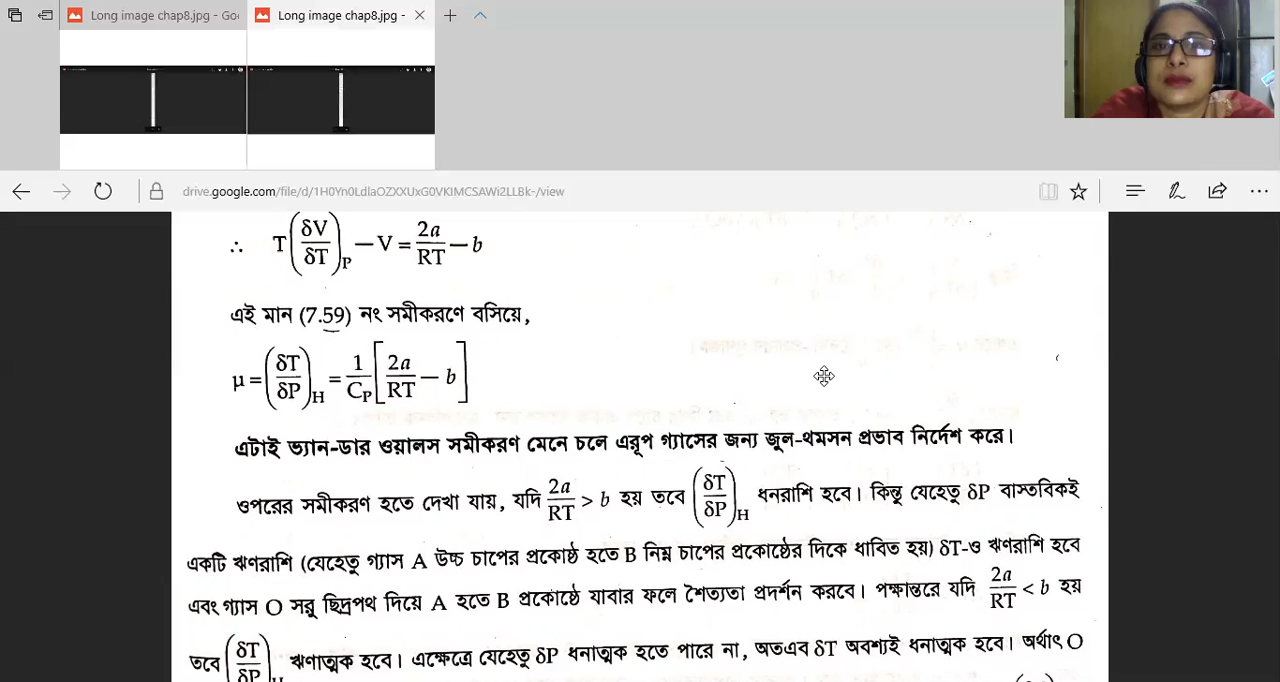 Long image chap8.jpg - Goo
Long image chap8.jpg -
drive.google.com/file/d/1H0Yn0LdlaOZXXUxG0VKIMCSAWi2LLBk-/view
∴ T(δV/δT)P − V = 2a/RT − b
এই মান (7.59) নং সমীকরণে বসিয়ে,
μ = (δT/δP)H = 1/CP [2a/RT − b]
এটাই ভ্যান-ডার ওয়ালস সমীকরণ মেনে চলে এরূপ গ্যাসের জন্য জুল-থমসন প্রভাব নির্দেশ করে।
ওপরের সমীকরণ হতে দেখা যায়, যদি 2a/RT > b হয় তবে (δT/δP)H ধনরাশি হবে। কিন্তু যেহেতু δP বাস্তবিকই
একটি ঋণরাশি (যেহেতু গ্যাস A উচ্চ চাপের প্রকোষ্ঠ হতে B নিম্ন চাপের প্রকোষ্ঠের দিকে ধাবিত হয়) δT-ও ঋণরাশি হবে
এবং গ্যাস O সরু ছিদ্রপথ দিয়ে A হতে B প্রকোষ্ঠে যাবার ফলে শৈত্যতা প্রদর্শন করবে। পক্ষান্তরে যদি 2a/RT < b হয়
তবে (δT/δP)H ঋণাত্মক হবে। এক্ষেত্রে যেহেতু δP ধনাত্মক হতে পারে না, অতএব δT অবশ্যই ধনাত্মক হবে। অর্থাৎ O